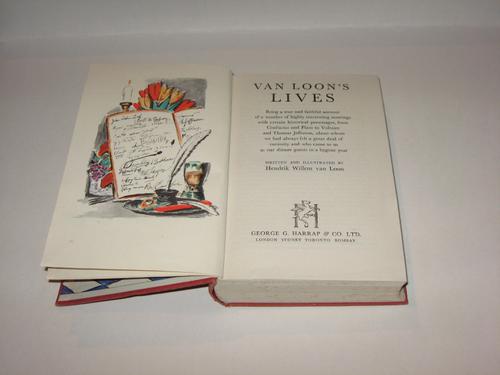 VAN LOON'S
LIVES
Being a true and faithful account
of a number of highly interesting meetings
with certain historical personages, from
Confucius and Plato to Voltaire
and Thomas Jefferson, about whom
we had always felt a great deal of
curiosity and who came to us
as our dinner guests in a bygone year
WRITTEN AND ILLUSTRATED BY
Hendrik Willem van Loon
GEORGE G. HARRAP & CO. LTD.
LONDON SYDNEY TORONTO BOMBAY